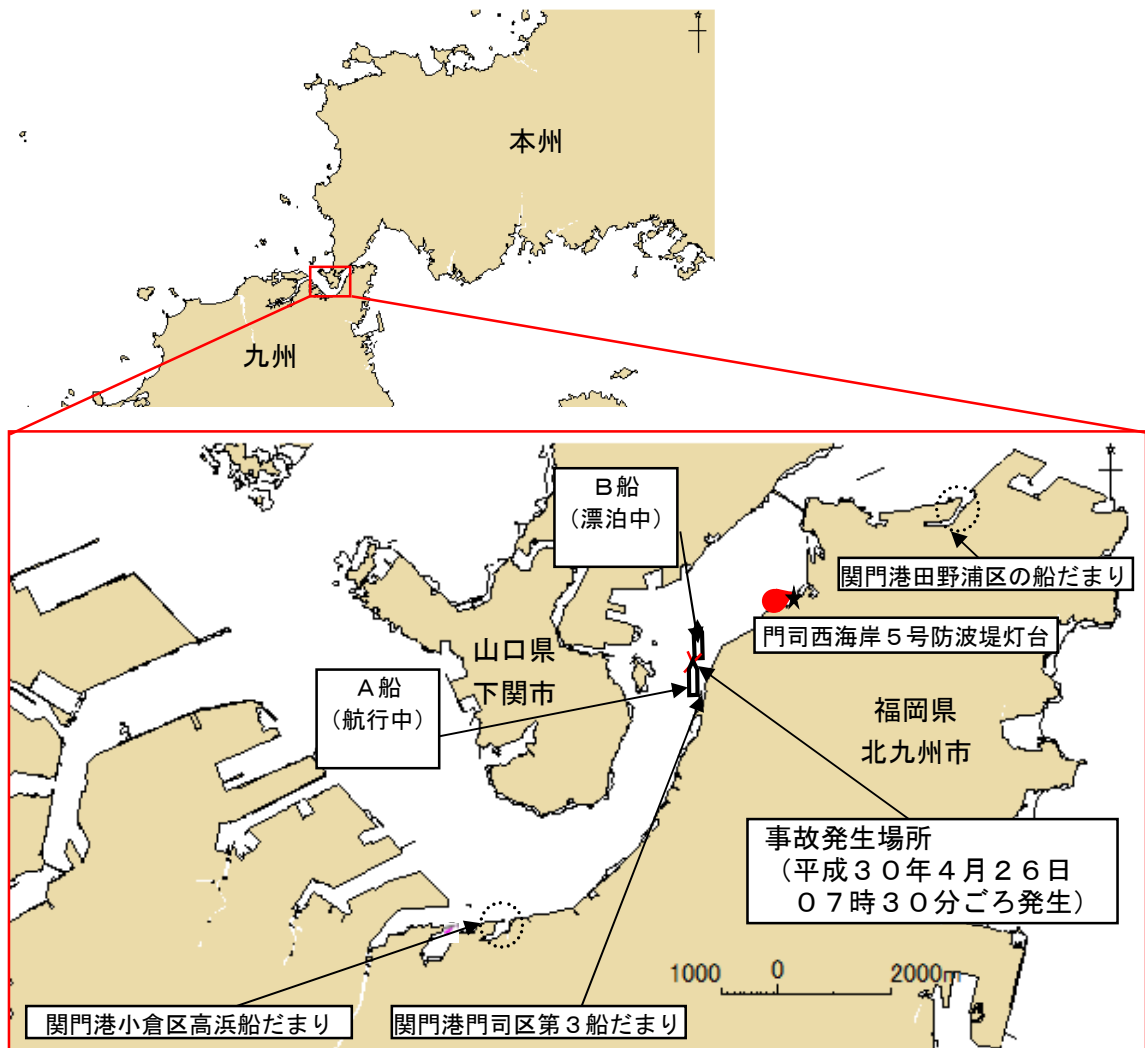 本州
九州
B船
(漂泊中)
関門港田野浦区の船だまり
門司西海岸5号防波堤灯台
山口県
下関市
A船
(航行中)
福岡県
北九州市
事故発生場所
(平成30年4月26日
07時30分ごろ発生)
1000 0 2000m
関門港小倉区高浜船だまり
関門港門司区第3船だまり